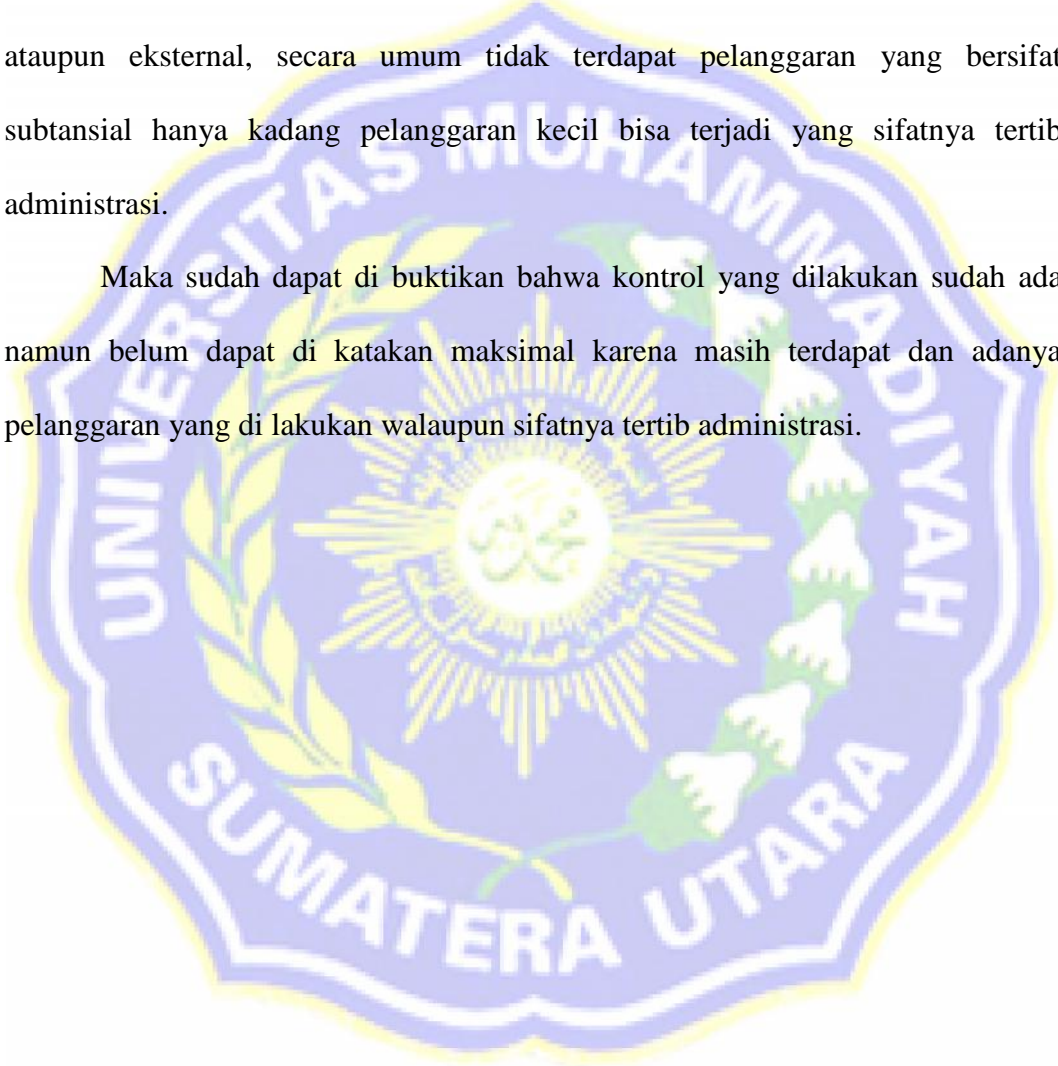 ataupun eksternal, secara umum tidak terdapat pelanggaran yang bersifat
subtansial hanya kadang pelanggaran kecil bisa terjadi yang sifatnya tertib
administrasi.
Maka sudah dapat di buktikan bahwa kontrol yang dilakukan sudah ada
namun belum dapat di katakan maksimal karena masih terdapat dan adanya
pelanggaran yang di lakukan walaupun sifatnya tertib administrasi.
UNIVERSITAS MUHAMMADIYAH
SUMATERA UTARA